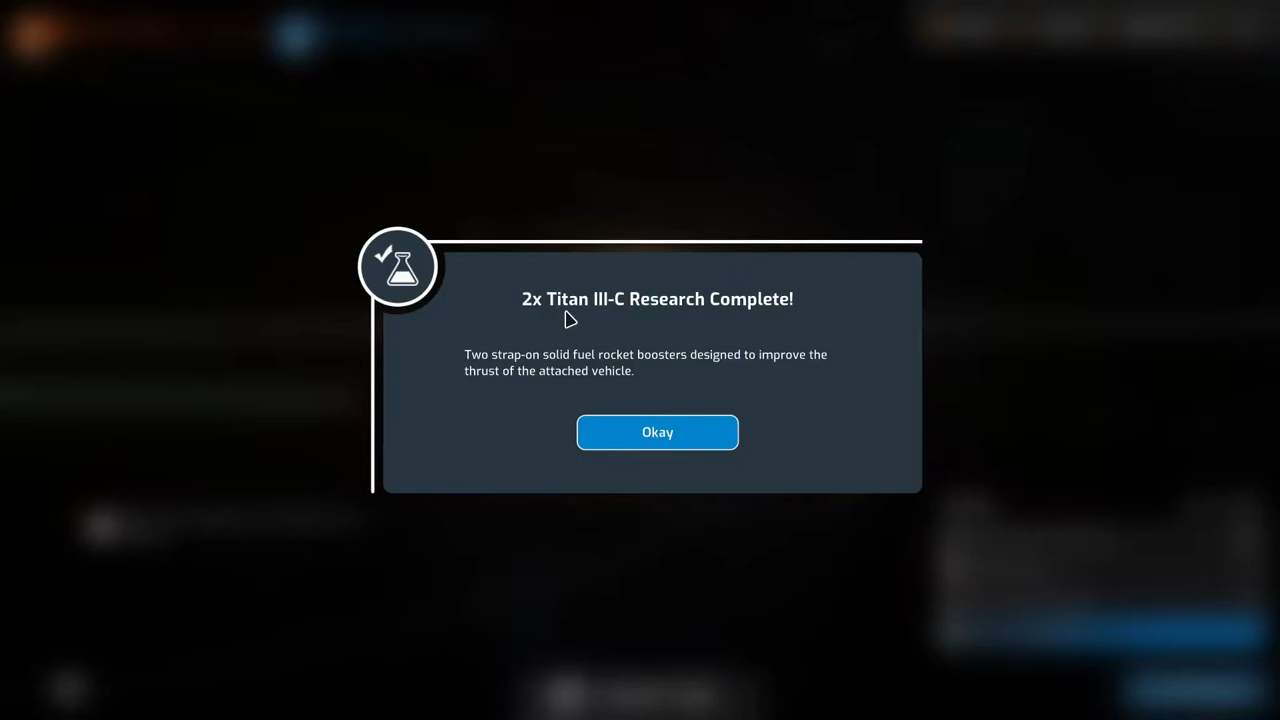 2x Titan III-C Research Complete!
Two strap-on solid fuel rocket boosters designed to improve the
thrust of the attached vehicle.
Okay